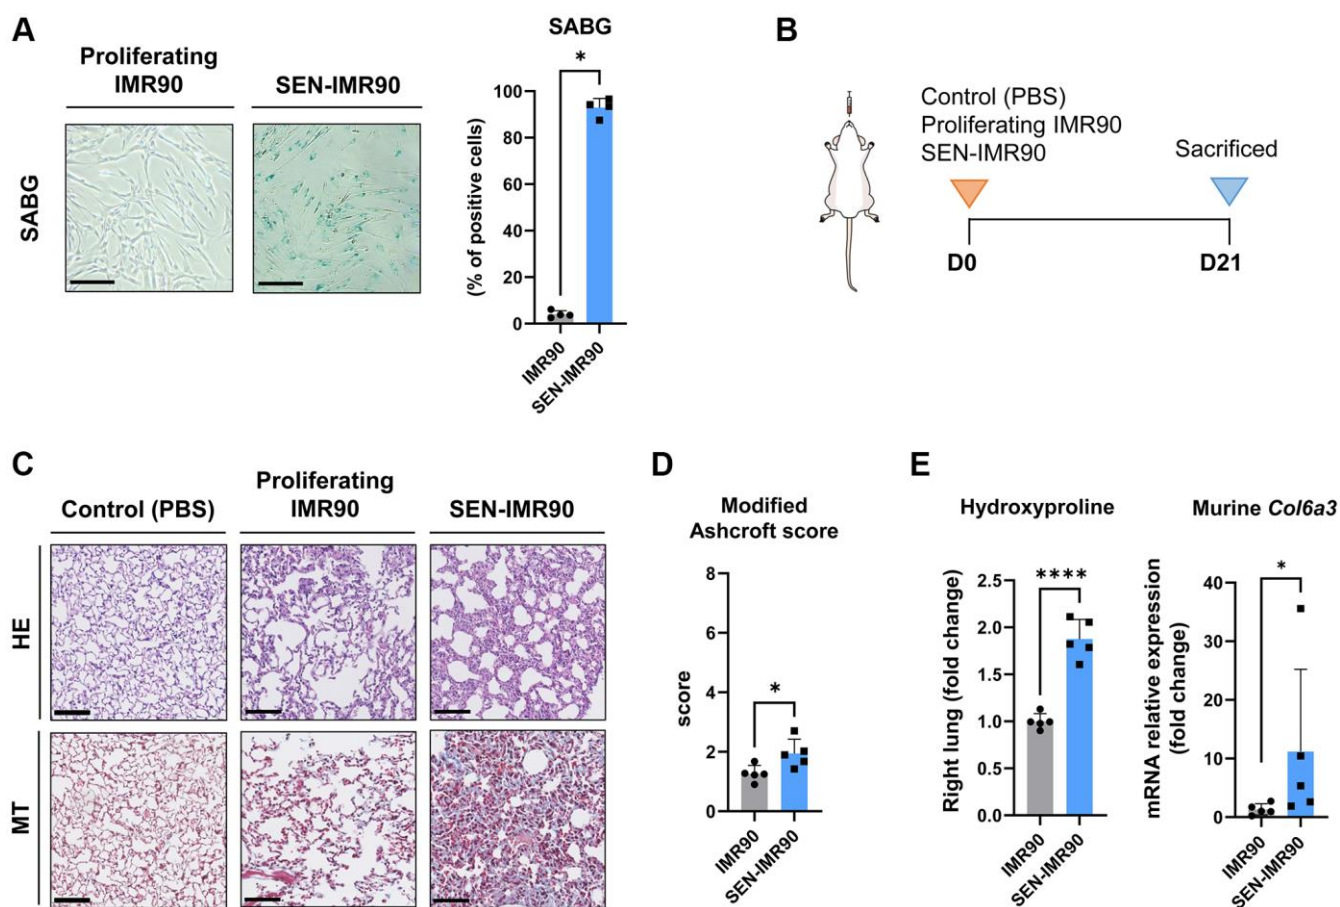 A
Proliferating
IMR90
SEN-IMR90
SABG
SABG
*
(% of positive cells)
100
80
60
40
20
0
IMR90
SEN-IMR90
B
Control (PBS)
Proliferating IMR90
SEN-IMR90
Sacrificed
D0
D21
C
Control (PBS)
Proliferating
IMR90
SEN-IMR90
HE
MT
D
Modified
Ashcroft score
score
8
6
4
2
0
*
IMR90
SEN-IMR90
E
Hydroxyproline
Right lung (fold change)
2.5
2.0
1.5
1.0
0.5
0.0
****
IMR90
SEN-IMR90
Murine Col6a3
mRNA relative expression
(fold change)
40
30
20
10
0
*
IMR90
SEN-IMR90